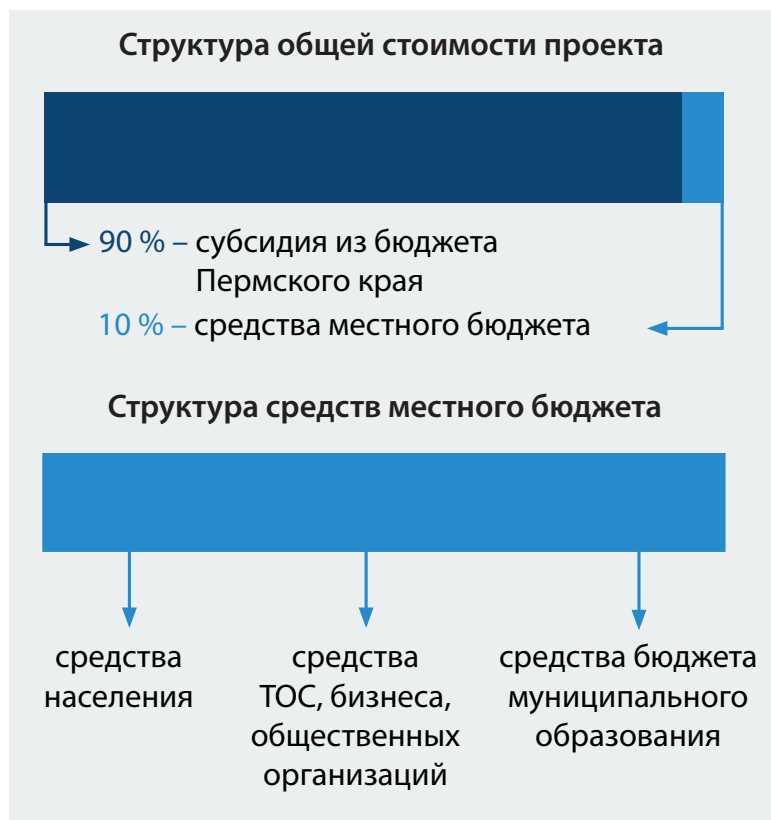 Структура общей стоимости проекта
90 % – субсидия из бюджета
Пермского края
10 % – средства местного бюджета
Структура средств местного бюджета
средства
населения
средства
ТОС, бизнеса,
общественных
организаций
средства бюджета
муниципального
образования